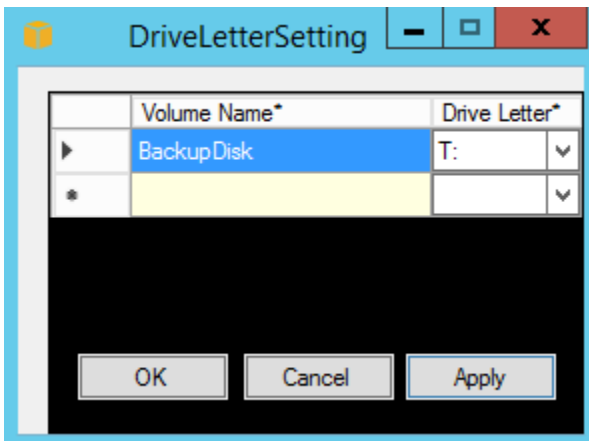 DriveLetterSetting
Volume Name* Drive Letter*
BackupDisk T:
OK Cancel Apply